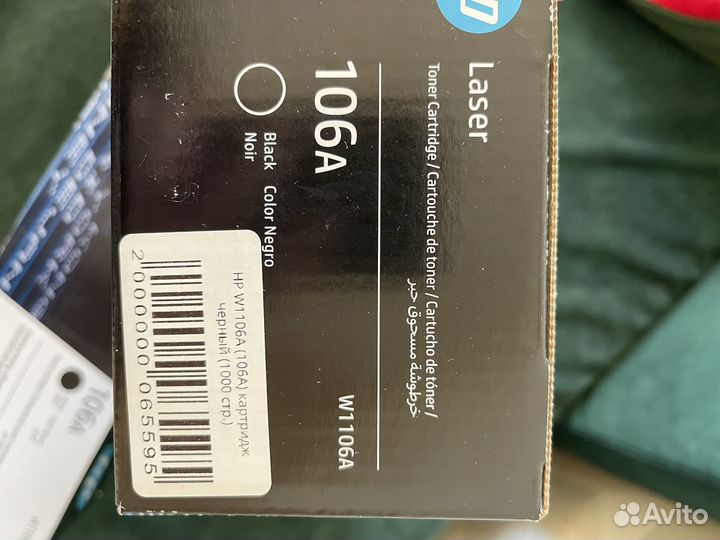 Laser
Toner Cartridge / Cartouche de toner / Cartucho de tóner /
خرطوشة مسحوق حبر
106A
W1106A
Black Color Negro
Noir
HP W1106A (106A) картридж
черный (1000 стр.)
2000000065595
106A
Avito